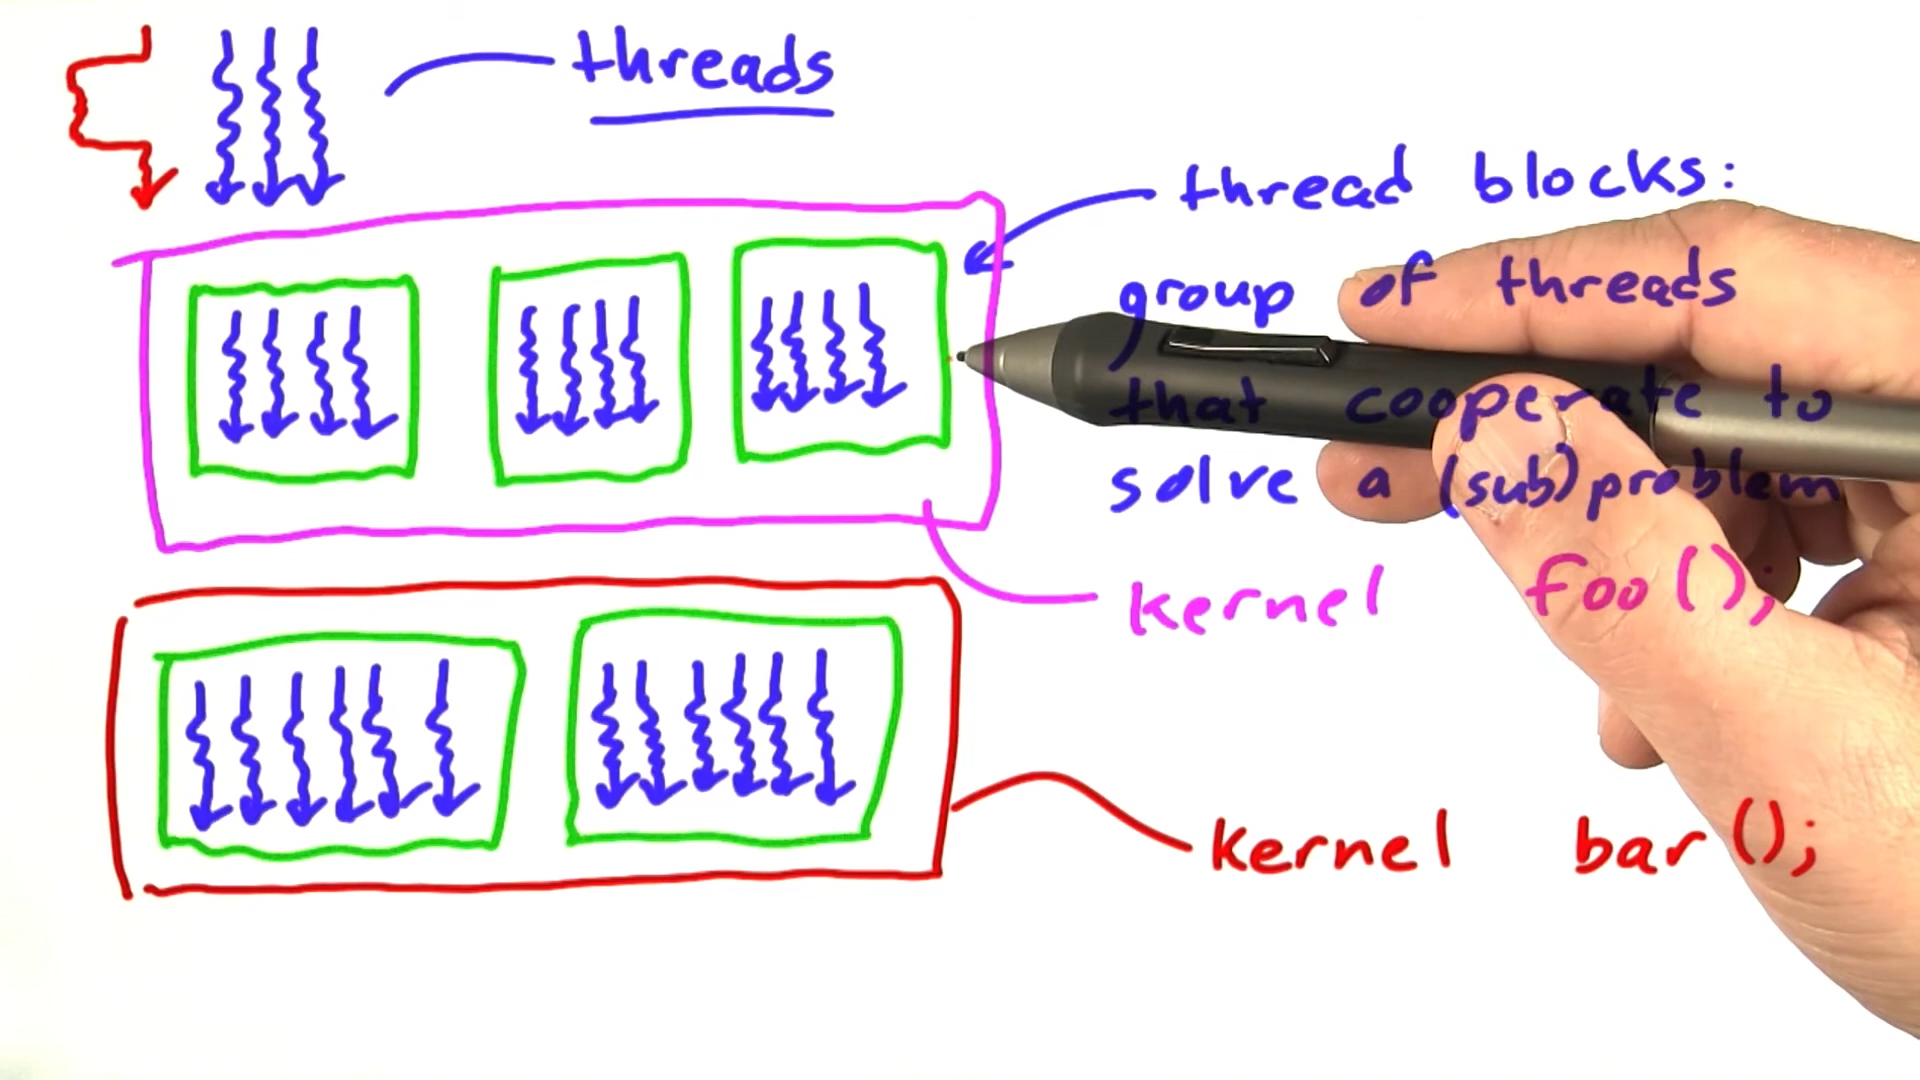 threads
thread blocks:
group of threads
that cooperate to
solve a (sub)problem
kernel foo();
kernel bar();